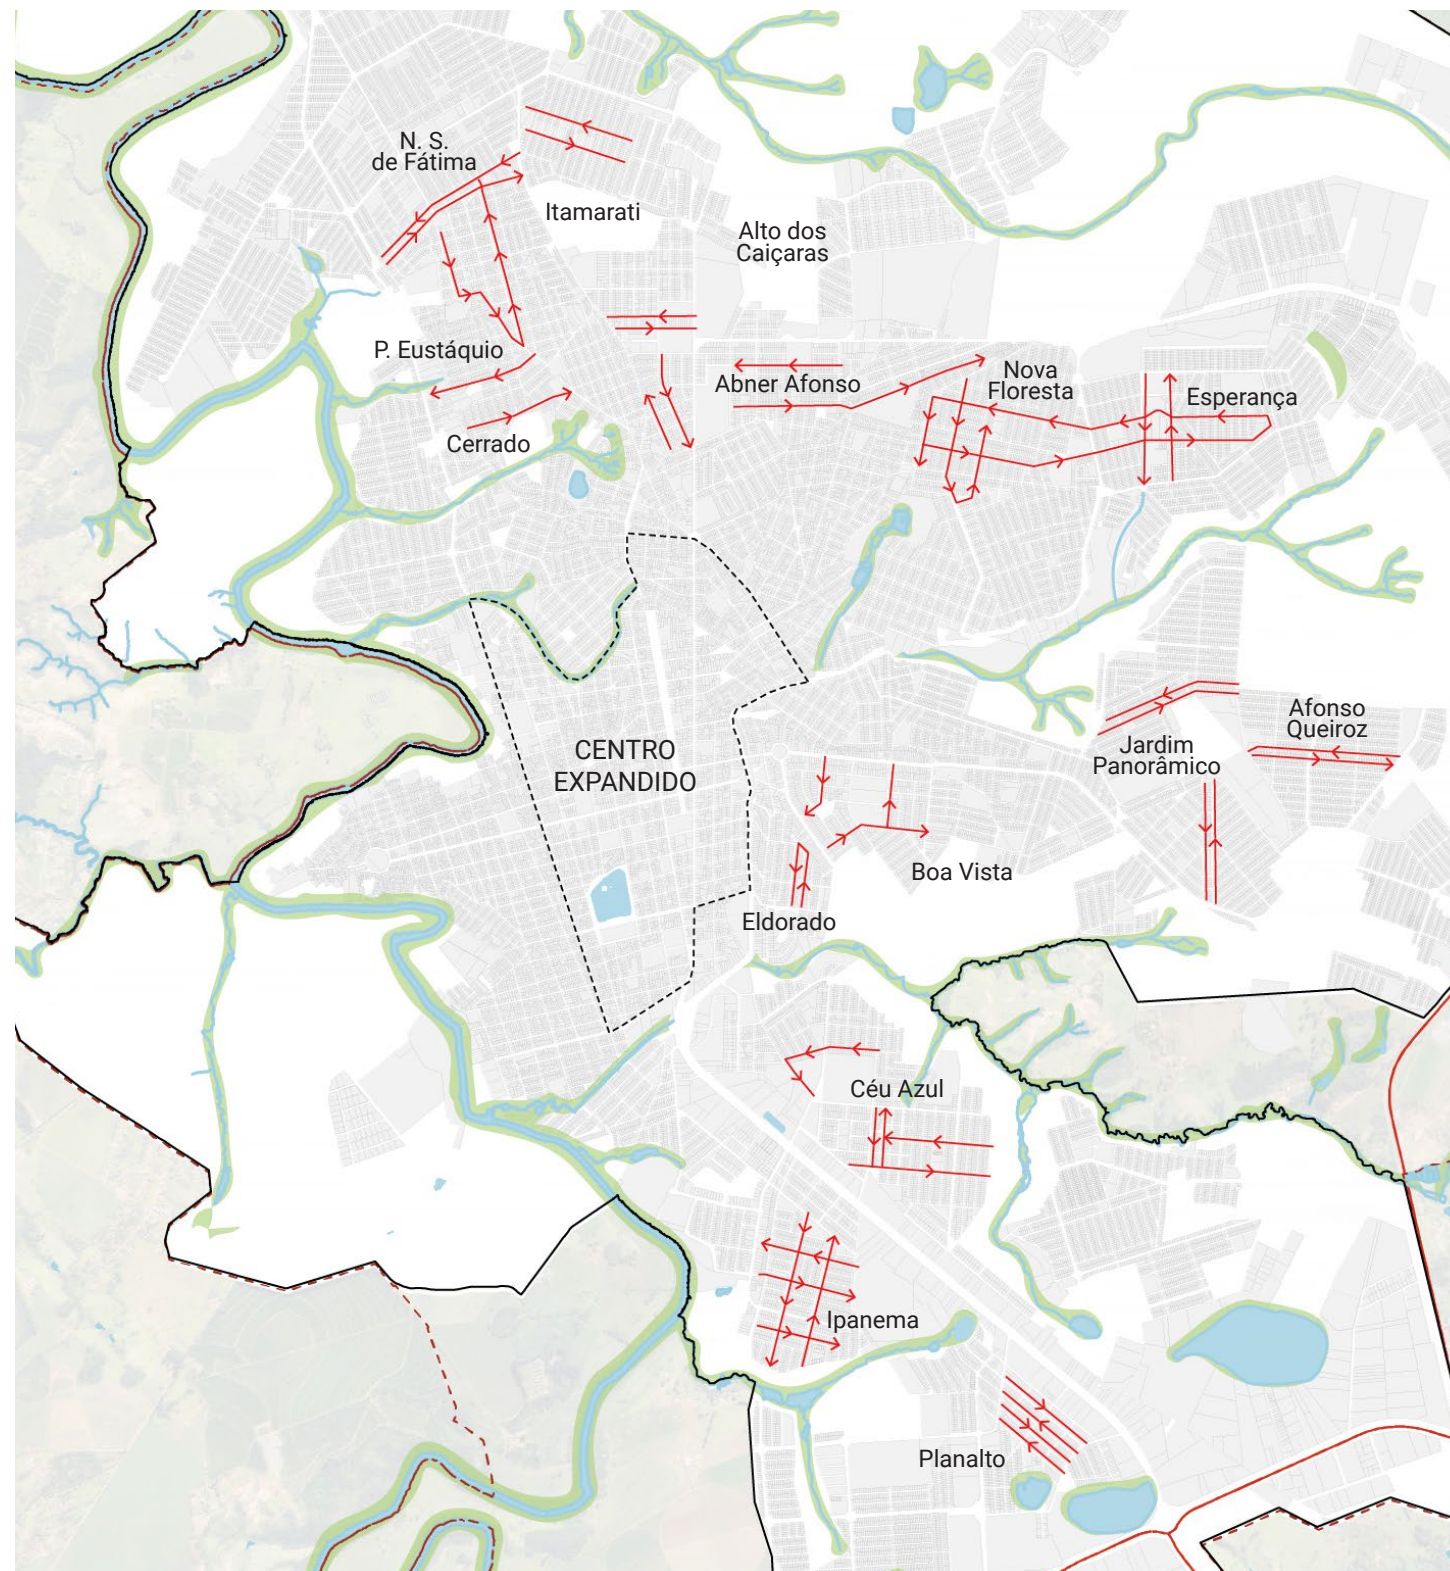 N. S.
de Fátima
Itamarati
Alto dos
Caiçaras
P. Eustáquio
Abner Afonso
Nova
Floresta
Esperança
Cerrado
Afonso
Queiroz
Jardim
Panorâmico
CENTRO
EXPANDIDO
Boa Vista
Eldorado
Céu Azul
Ipanema
Planalto